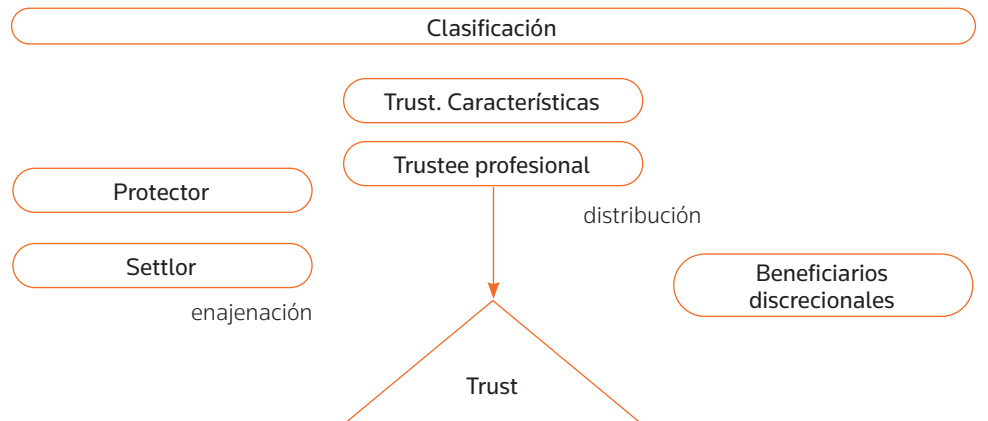 Clasificación
Trust. Características
Trustee profesional
Protector
distribución
Settlor
Beneficiarios
discrecionales
enajenación
Trust